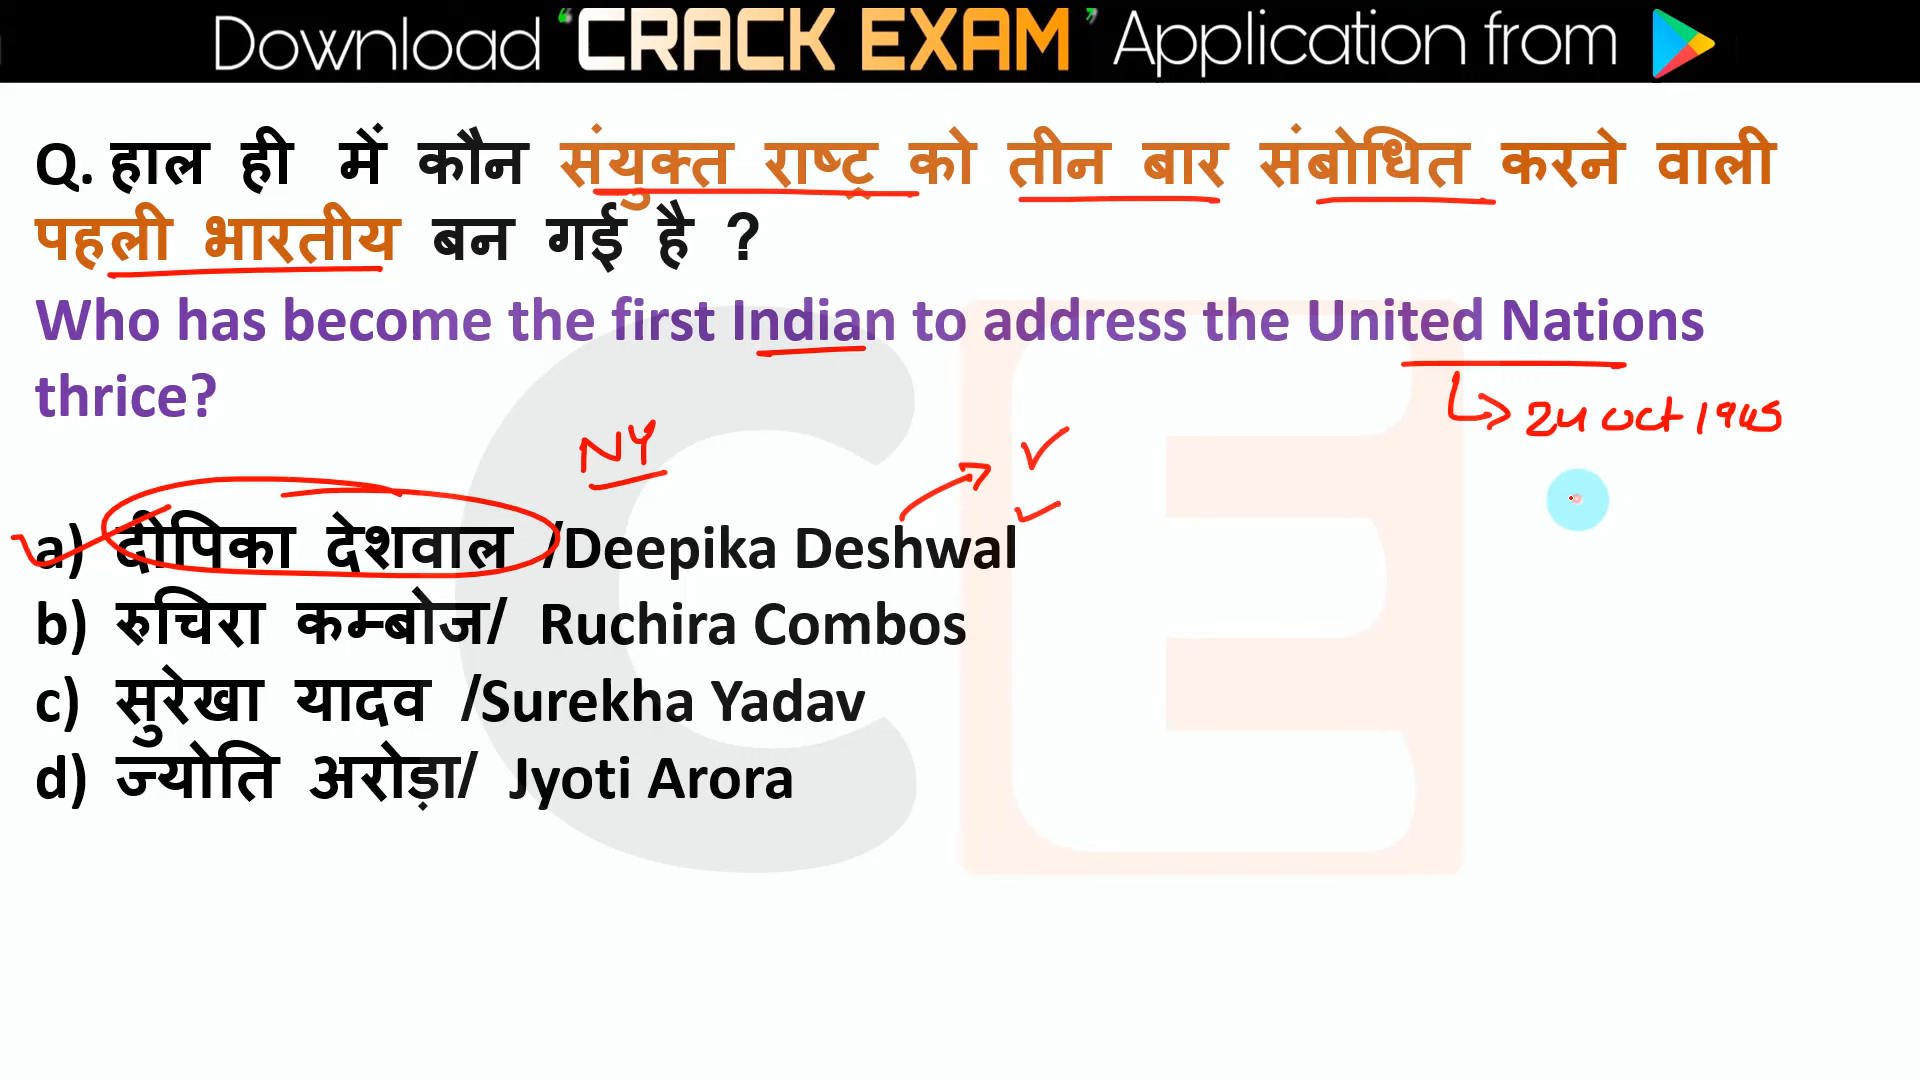 Download “CRACK EXAM” Application from
Q. हाल ही में कौन संयुक्त राष्ट्र को तीन बार संबोधित करने वाली
पहली भारतीय बन गई है ?
Who has become the first Indian to address the United Nations
thrice?
24 oct 1945
NY
a) दीपिका देशवाल /Deepika Deshwal
b) रुचिरा कम्बोज/ Ruchira Combos
c) सुरेखा यादव /Surekha Yadav
d) ज्योति अरोड़ा/ Jyoti Arora
CE